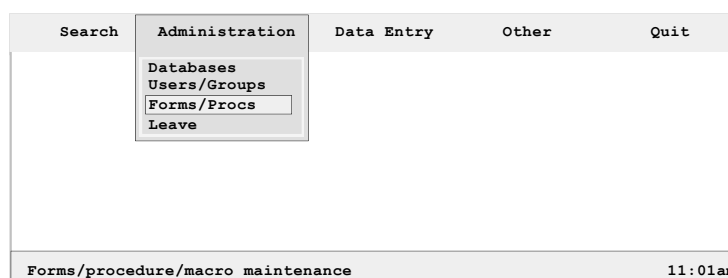 Search Administration Data Entry Other Quit
Databases
Users/Groups
Forms/Procs
Leave
Forms/procedure/macro maintenance 11:01a